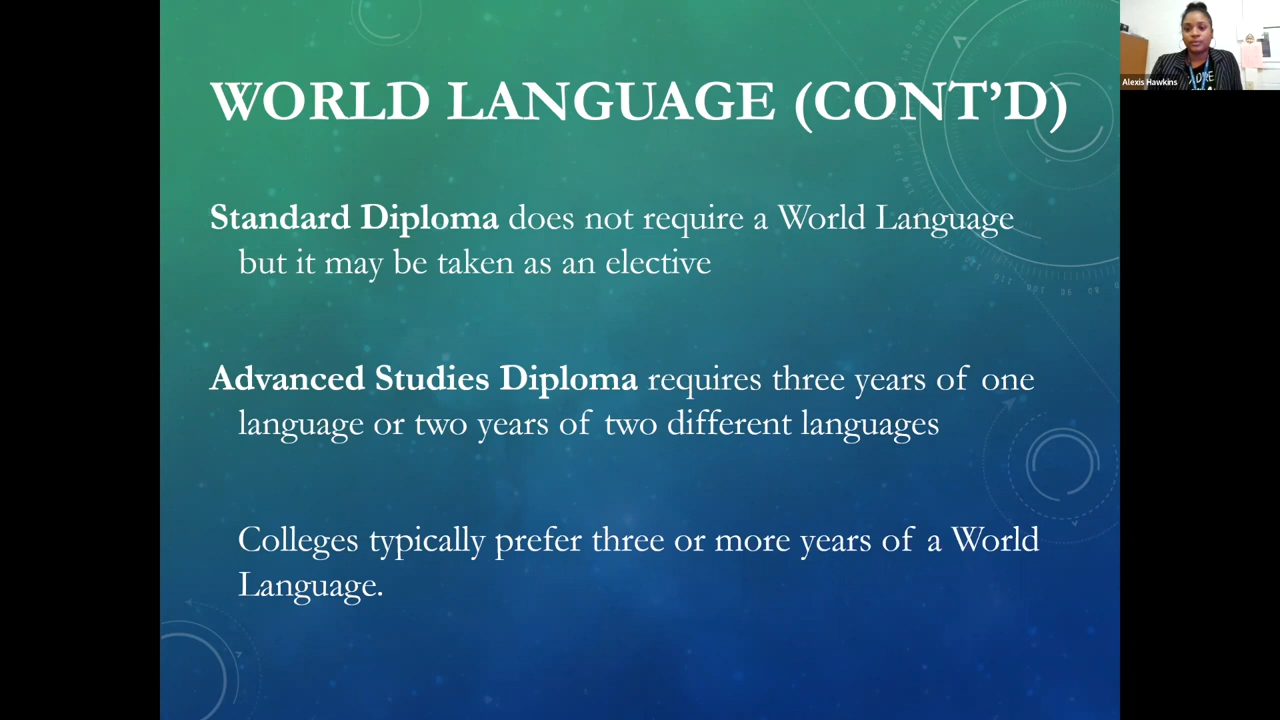 WORLD LANGUAGE (CONT'D)
Standard Diploma does not require a World Language
but it may be taken as an elective
Advanced Studies Diploma requires three years of one
language or two years of two different languages
Colleges typically prefer three or more years of a World
Language.
Alexis Hawkins